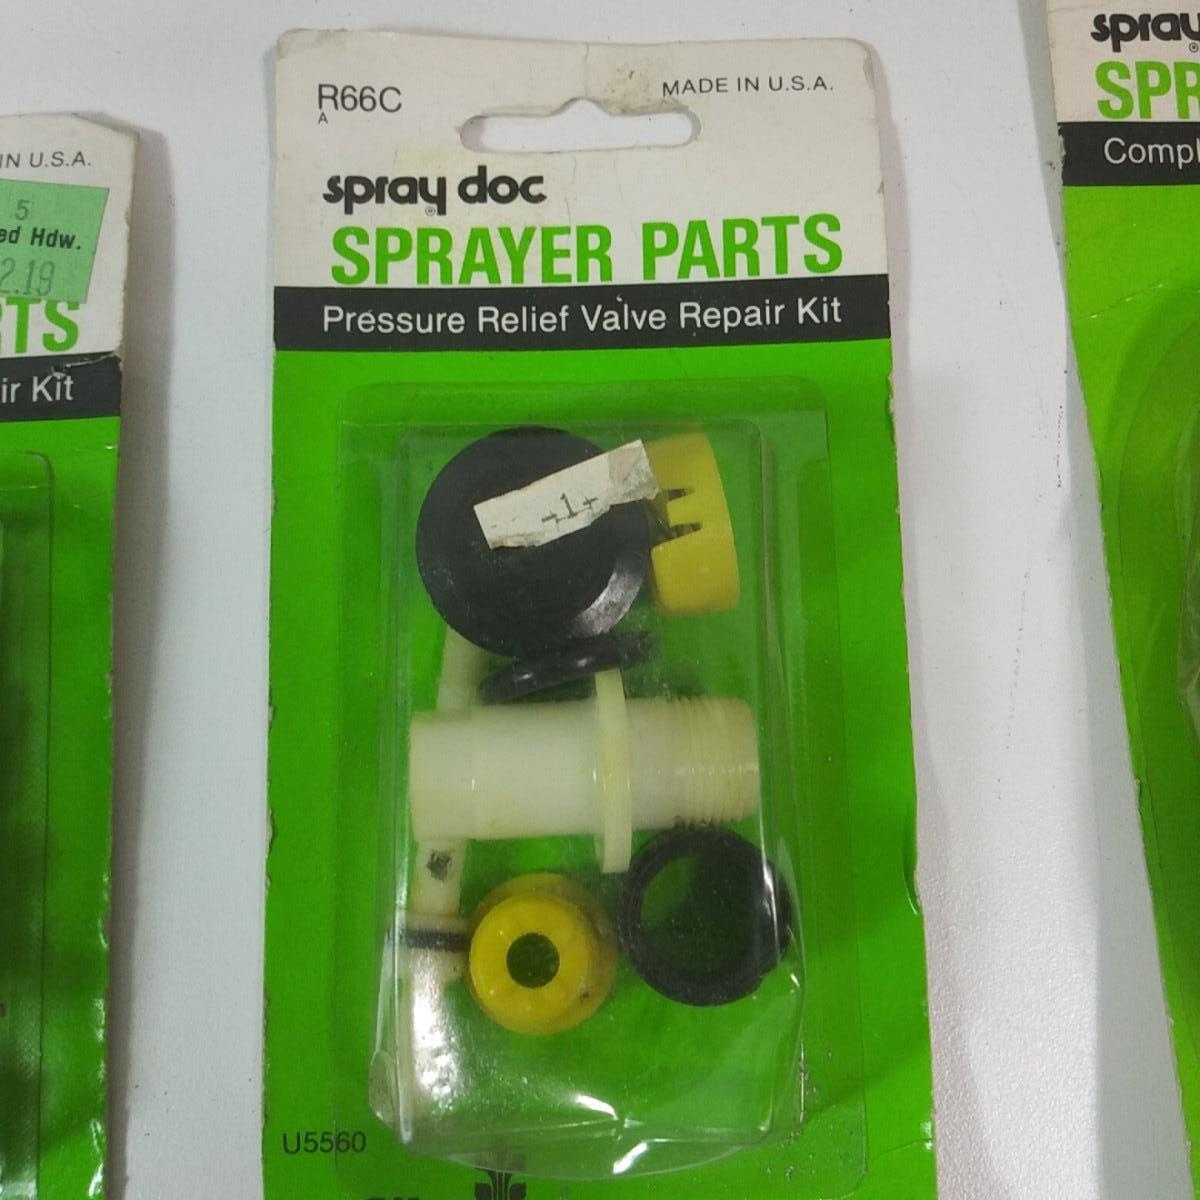 IN U.S.A.
5
ed Hdw.
2.19
RTS
ir Kit
R66C
A
MADE IN U.S.A.
spray doc
®
SPRAYER PARTS
Pressure Relief Valve Repair Kit
-1+
U5560
spray
®
SPR
Compl